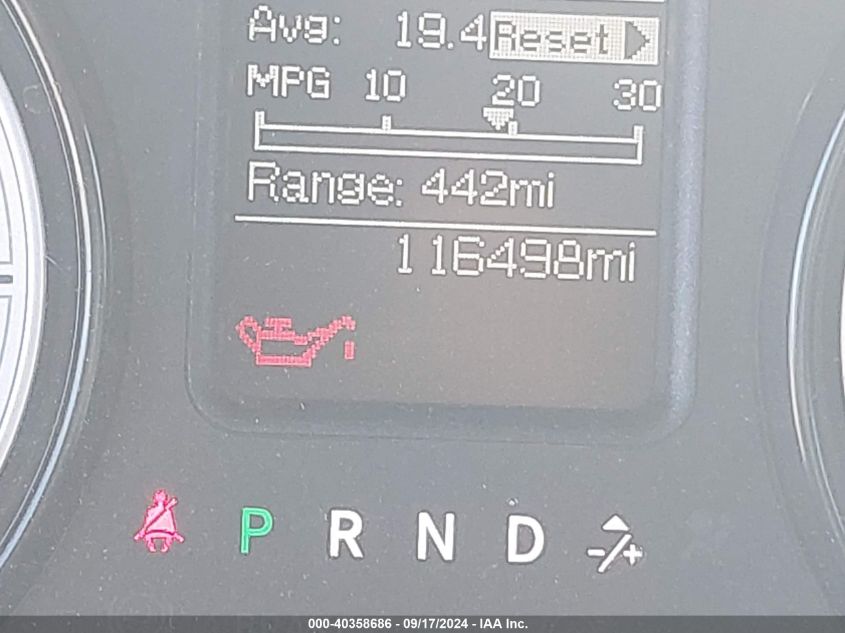 Avg: 19.4 Reset
MPG 10 20 30
Range: 442mi
116498mi
P R N D -/+
000-40358686 - 09/17/2024 - IAA Inc.